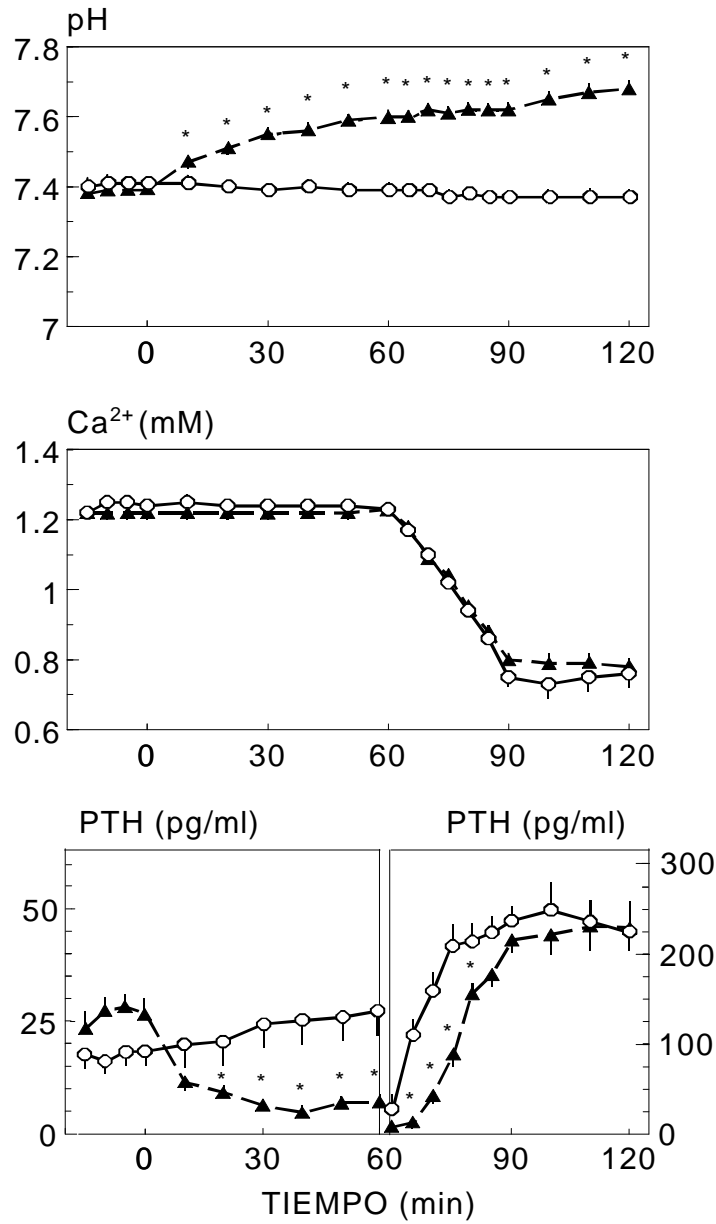 pH
7.8
* * * * * * * * * * * * * *
7.6
7.4
7.2
7
0 30 60 90 120
Ca²⁺ (mM)
1.4
1.2
1
0.8
0.6
0 30 60 90 120
PTH (pg/ml) PTH (pg/ml)
300
50
200
* * * * * * * * *
25
100
0 0
0 30 60 90 120
TIEMPO (min)